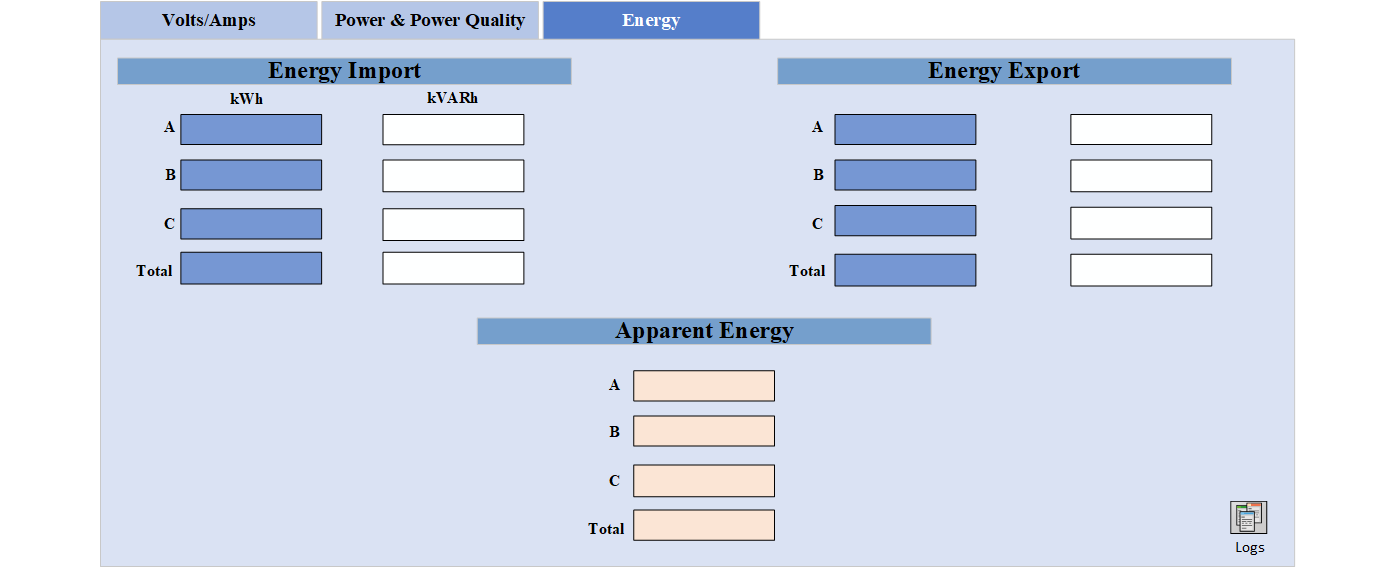 Volts/Amps
Power & Power Quality
Energy
Energy Import
Energy Export
kWh
kVARh
A
B
C
Total
A
B
C
Total
Apparent Energy
A
B
C
Total
Logs